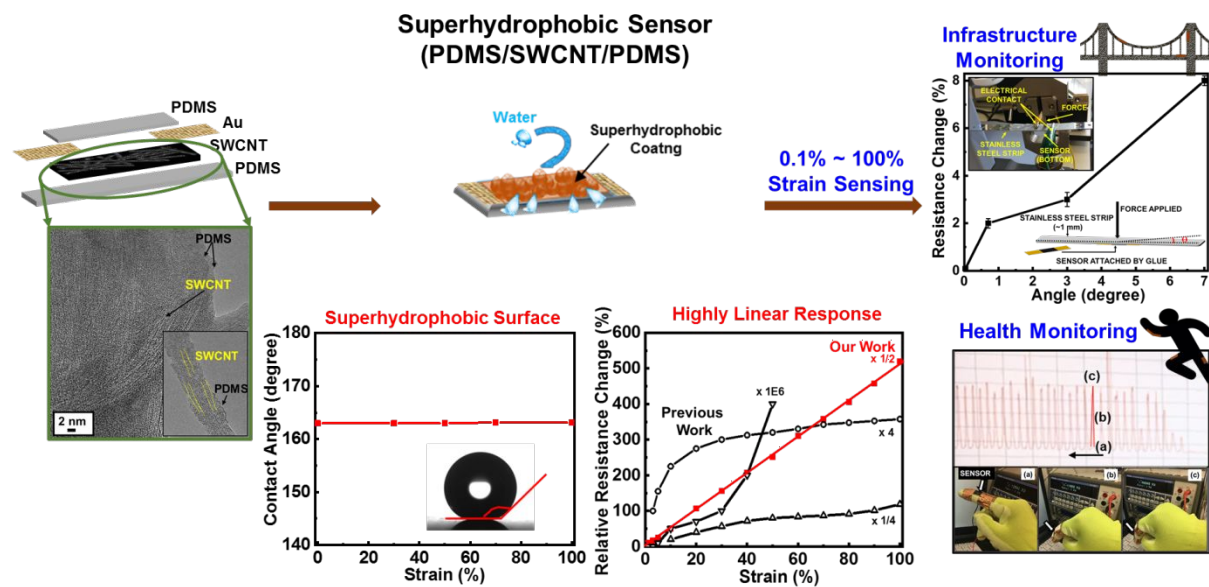 Superhydrophobic Sensor
(PDMS/SWCNT/PDMS)
PDMS
Au
SWCNT
PDMS
PDMS
SWCNT
SWCNT
PDMS
2 nm
Water
Superhydrophobic
Coatng
0.1% ~ 100%
Strain Sensing
Superhydrophobic Surface
Contact Angle (degree)
180
170
160
150
140
0
20
40
60
80
100
Strain (%)
Highly Linear Response
Relative Resistance Change (%)
600
500
400
300
200
100
0
0
10
20
30
40
50
60
70
80
90
100
Strain (%)
Our Work
x 1/2
x 1E6
Previous
Work
x 4
x 1/4
Infrastructure
Monitoring
Resistance Change (%)
8
6
4
2
0
0
1
2
3
4
5
6
7
Angle (degree)
ELECTRICAL
CONTACT
FORCE
STAINLESS
STEEL STRIP
SENSOR
(BOTTOM)
FORCE APPLIED
STAINLESS STEEL STRIP
(~1 mm)
SENSOR ATTACHED BY GLUE
Health Monitoring
(c)
(b)
(a)
SENSOR
(a)
(b)
(c)